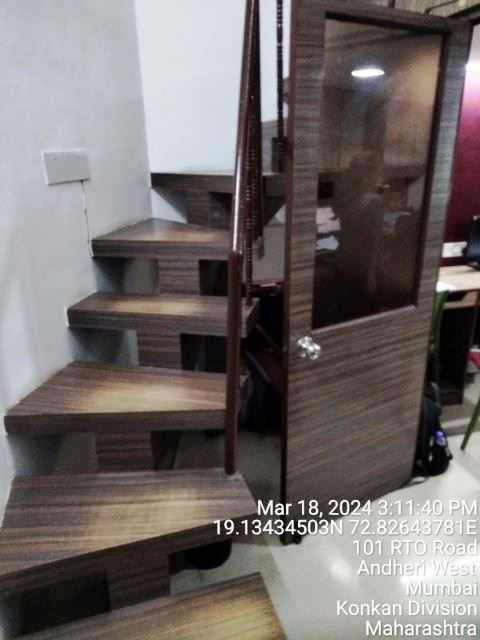 Mar 18, 2024 3:11:40 PM
19.13434503N 72.82643781E
101 RTO Road
Andheri West
Mumbai
Konkan Division
Maharashtra